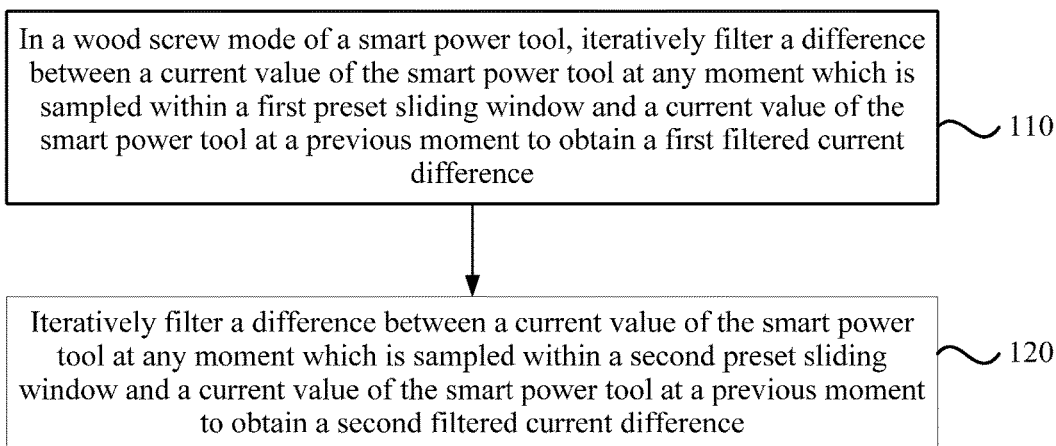 In a wood screw mode of a smart power tool, iteratively filter a difference
between a current value of the smart power tool at any moment which is
sampled within a first preset sliding window and a current value of the
smart power tool at a previous moment to obtain a first filtered current
difference
110
Iteratively filter a difference between a current value of the smart power
tool at any moment which is sampled within a second preset sliding
window and a current value of the smart power tool at a previous moment
to obtain a second filtered current difference
120